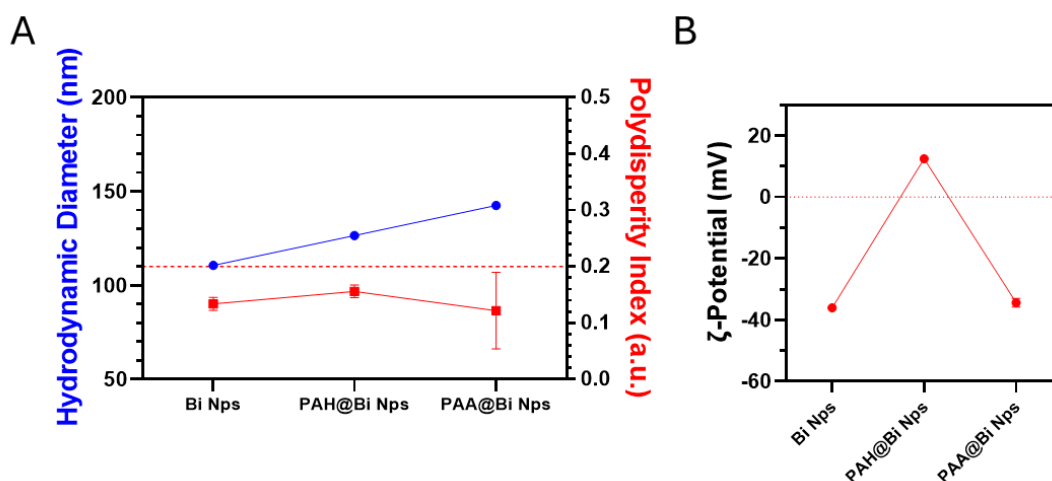 A
Hydrodynamic Diameter (nm)
200
150
100
50
0.5
0.4
0.3
0.2
0.1
0.0
Polydisperity Index (a.u.)
Bi Nps
PAH@Bi Nps
PAA@Bi Nps
B
ζ-Potential (mV)
20
0
-20
-40
-60
Bi Nps
PAH@Bi Nps
PAA@Bi Nps